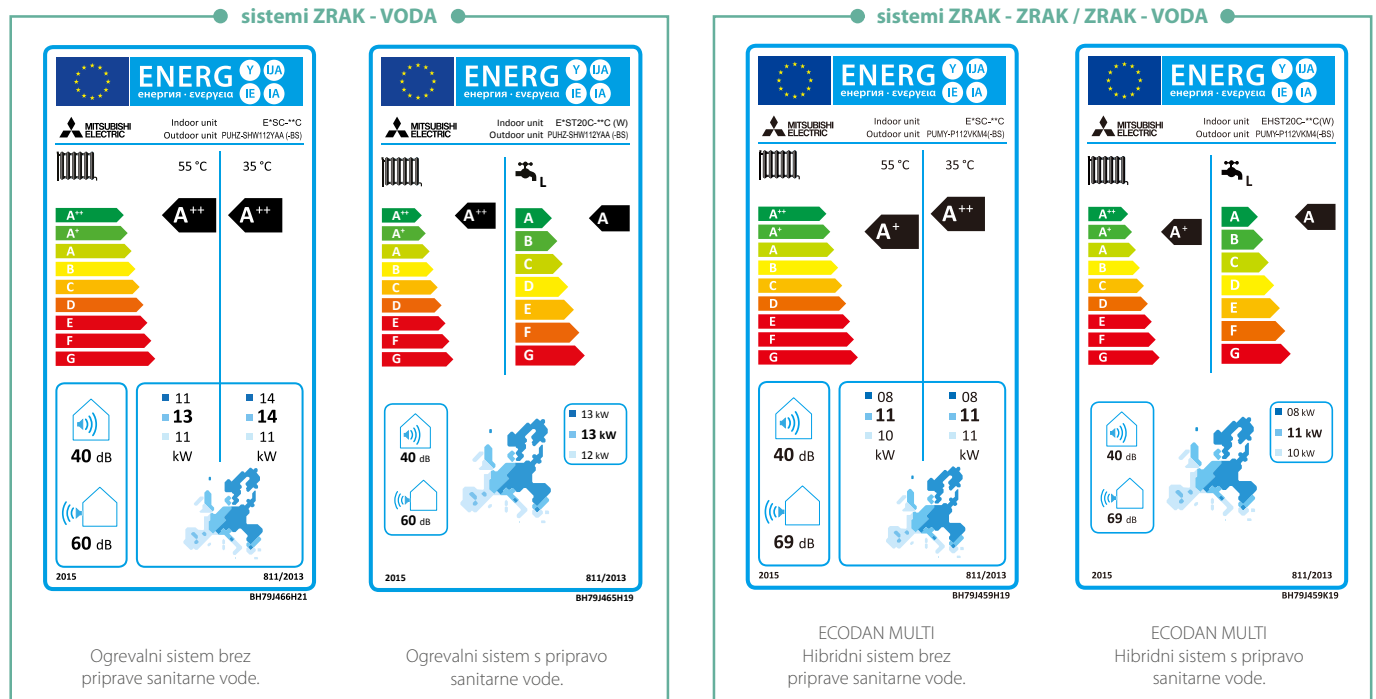 sistemi ZRAK - VODA
ENERG Y IJA IE IA
енергия · ενεργεια
MITSUBISHI ELECTRIC
Indoor unit E*SC-**C
Outdoor unit PUHZ-SHW112YAA (-BS)
55 °C 35 °C
A++ A++ A++
A+
A
B
C
D
E
F
G
40 dB
60 dB
11 14
13 14
11 11
kW kW
2015 811/2013
BH79J466H21
Ogrevalni sistem brez
priprave sanitarne vode.
ENERG Y IJA IE IA
енергия · ενεργεια
MITSUBISHI ELECTRIC
Indoor unit E*ST20C-**C (W)
Outdoor unit PUHZ-SHW112YAA (-BS)
L
A++ A++ A A
A+ B
A C
B D
C E
D F
E G
F
G
40 dB
60 dB
13 kW
13 kW
12 kW
2015 811/2013
BH79J465H19
Ogrevalni sistem s pripravo
sanitarne vode.
sistemi ZRAK - ZRAK / ZRAK - VODA
ENERG Y IJA IE IA
енергия · ενεργεια
MITSUBISHI ELECTRIC
Indoor unit E*SC-**C
Outdoor unit PUMY-P112VKM4(-BS)
55 °C 35 °C
A++ A++
A+ A+
A
B
C
D
E
F
G
40 dB
69 dB
08 08
11 11
10 11
kW kW
2015 811/2013
BH79J459H19
ECODAN MULTI
Hibridni sistem brez
priprave sanitarne vode.
ENERG Y IJA IE IA
енергия · ενεργεια
MITSUBISHI ELECTRIC
Indoor unit EHST20C-**C(W)
Outdoor unit PUMY-P112VKM4(-BS)
L
A++ A A
A+ A+ B
A C
B D
C E
D F
E G
F
G
40 dB
69 dB
08 kW
11 kW
10 kW
2015 811/2013
BH79J459K19
ECODAN MULTI
Hibridni sistem s pripravo
sanitarne vode.